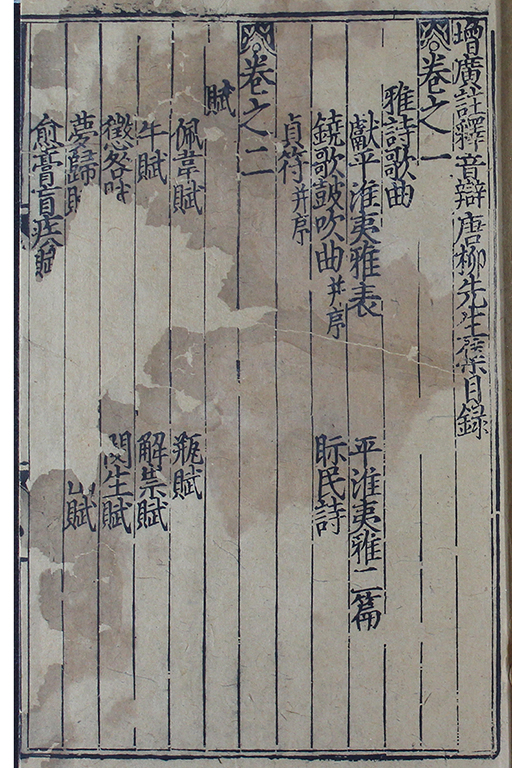 增廣註釋音辯唐柳先生集目錄
卷之一
雅詩歌曲
獻平淮夷雅表　平淮夷雅二篇
鐃歌鼓吹曲并序　眎民詩
貞符并序
卷之二
賦
佩韋賦　瓶賦
牛賦　解祟賦
懲咎　閔生賦
夢歸賦　山賦
愈膏肓疾賦